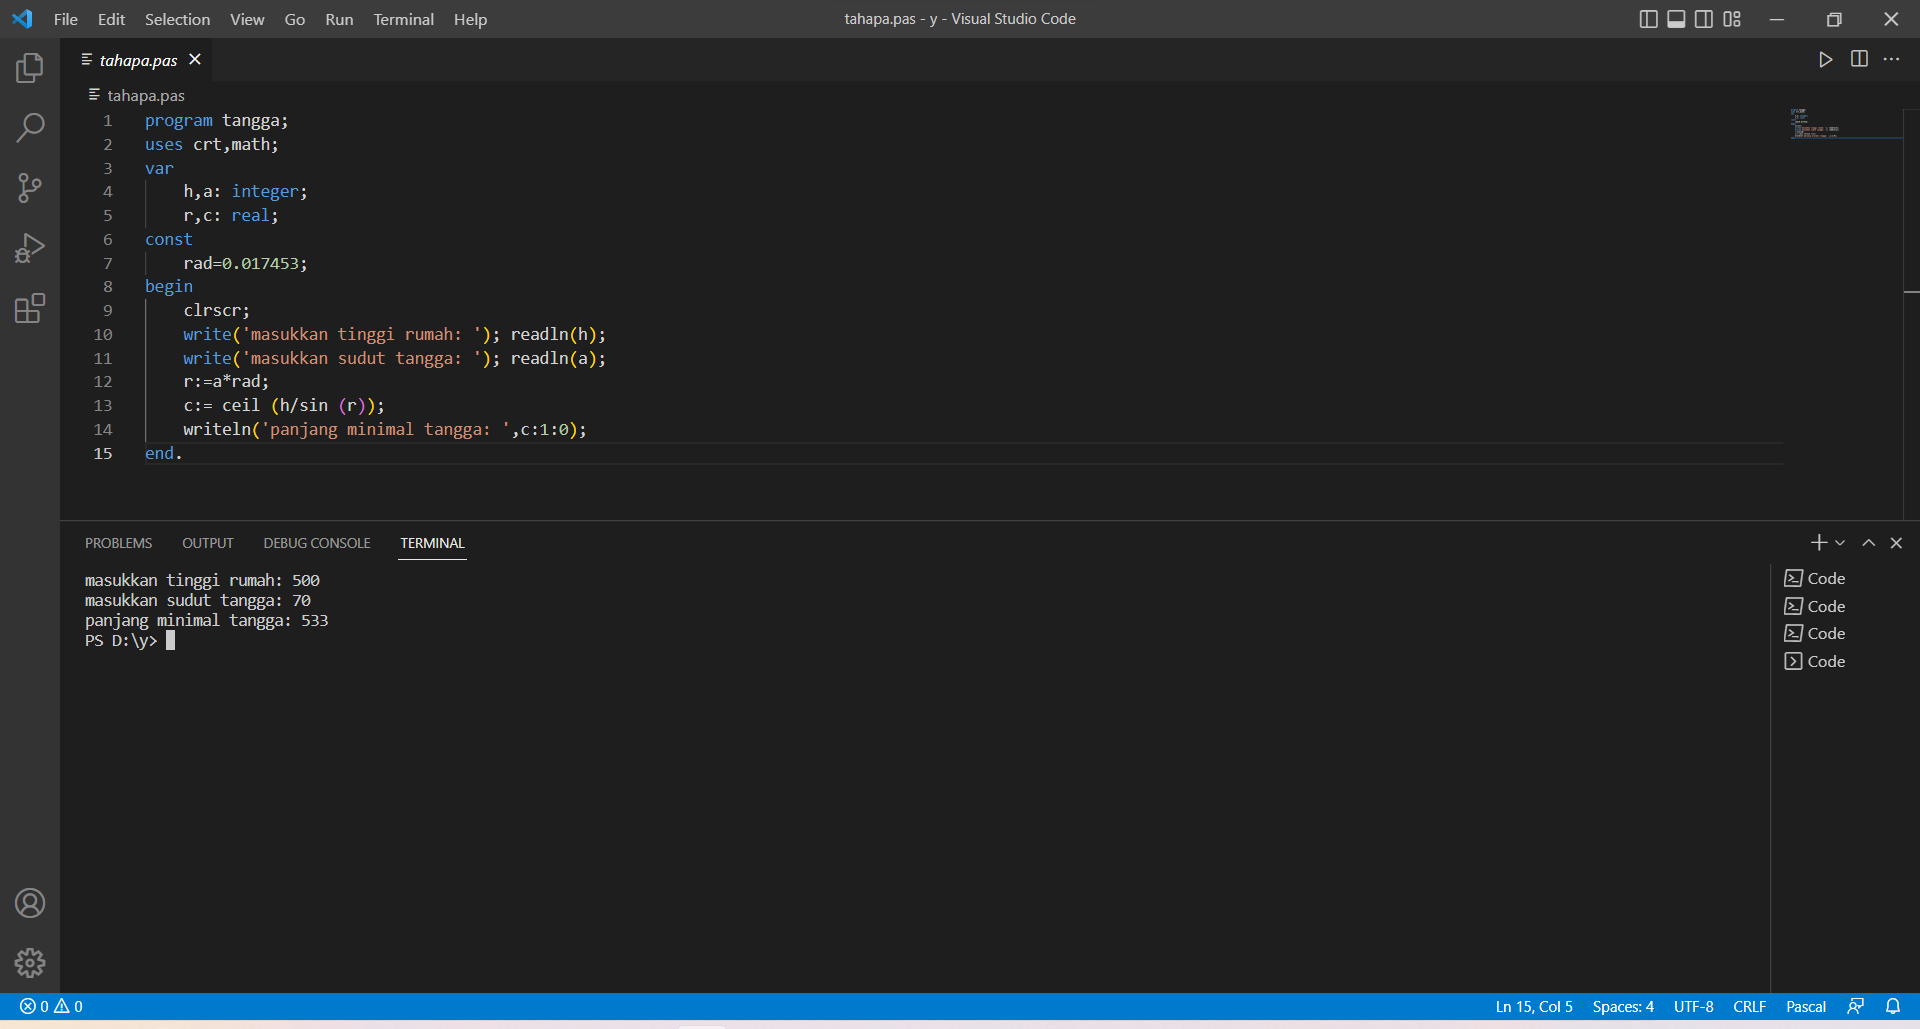 File Edit Selection View Go Run Terminal Help tahapa.pas - y - Visual Studio Code
tahapa.pas
tahapa.pas
1 program tangga;
2 uses crt,math;
3 var
4     h,a: integer;
5     r,c: real;
6 const
7     rad=0.017453;
8 begin
9     clrscr;
10     write('masukkan tinggi rumah: '); readln(h);
11     write('masukkan sudut tangga: '); readln(a);
12     r:=a*rad;
13     c:= ceil (h/sin (r));
14     writeln('panjang minimal tangga: ',c:1:0);
15 end.
PROBLEMS OUTPUT DEBUG CONSOLE TERMINAL
masukkan tinggi rumah: 500
masukkan sudut tangga: 70
panjang minimal tangga: 533
PS D:\y>
Code
Code
Code
Code
0 0 Ln 15, Col 5 Spaces: 4 UTF-8 CRLF Pascal